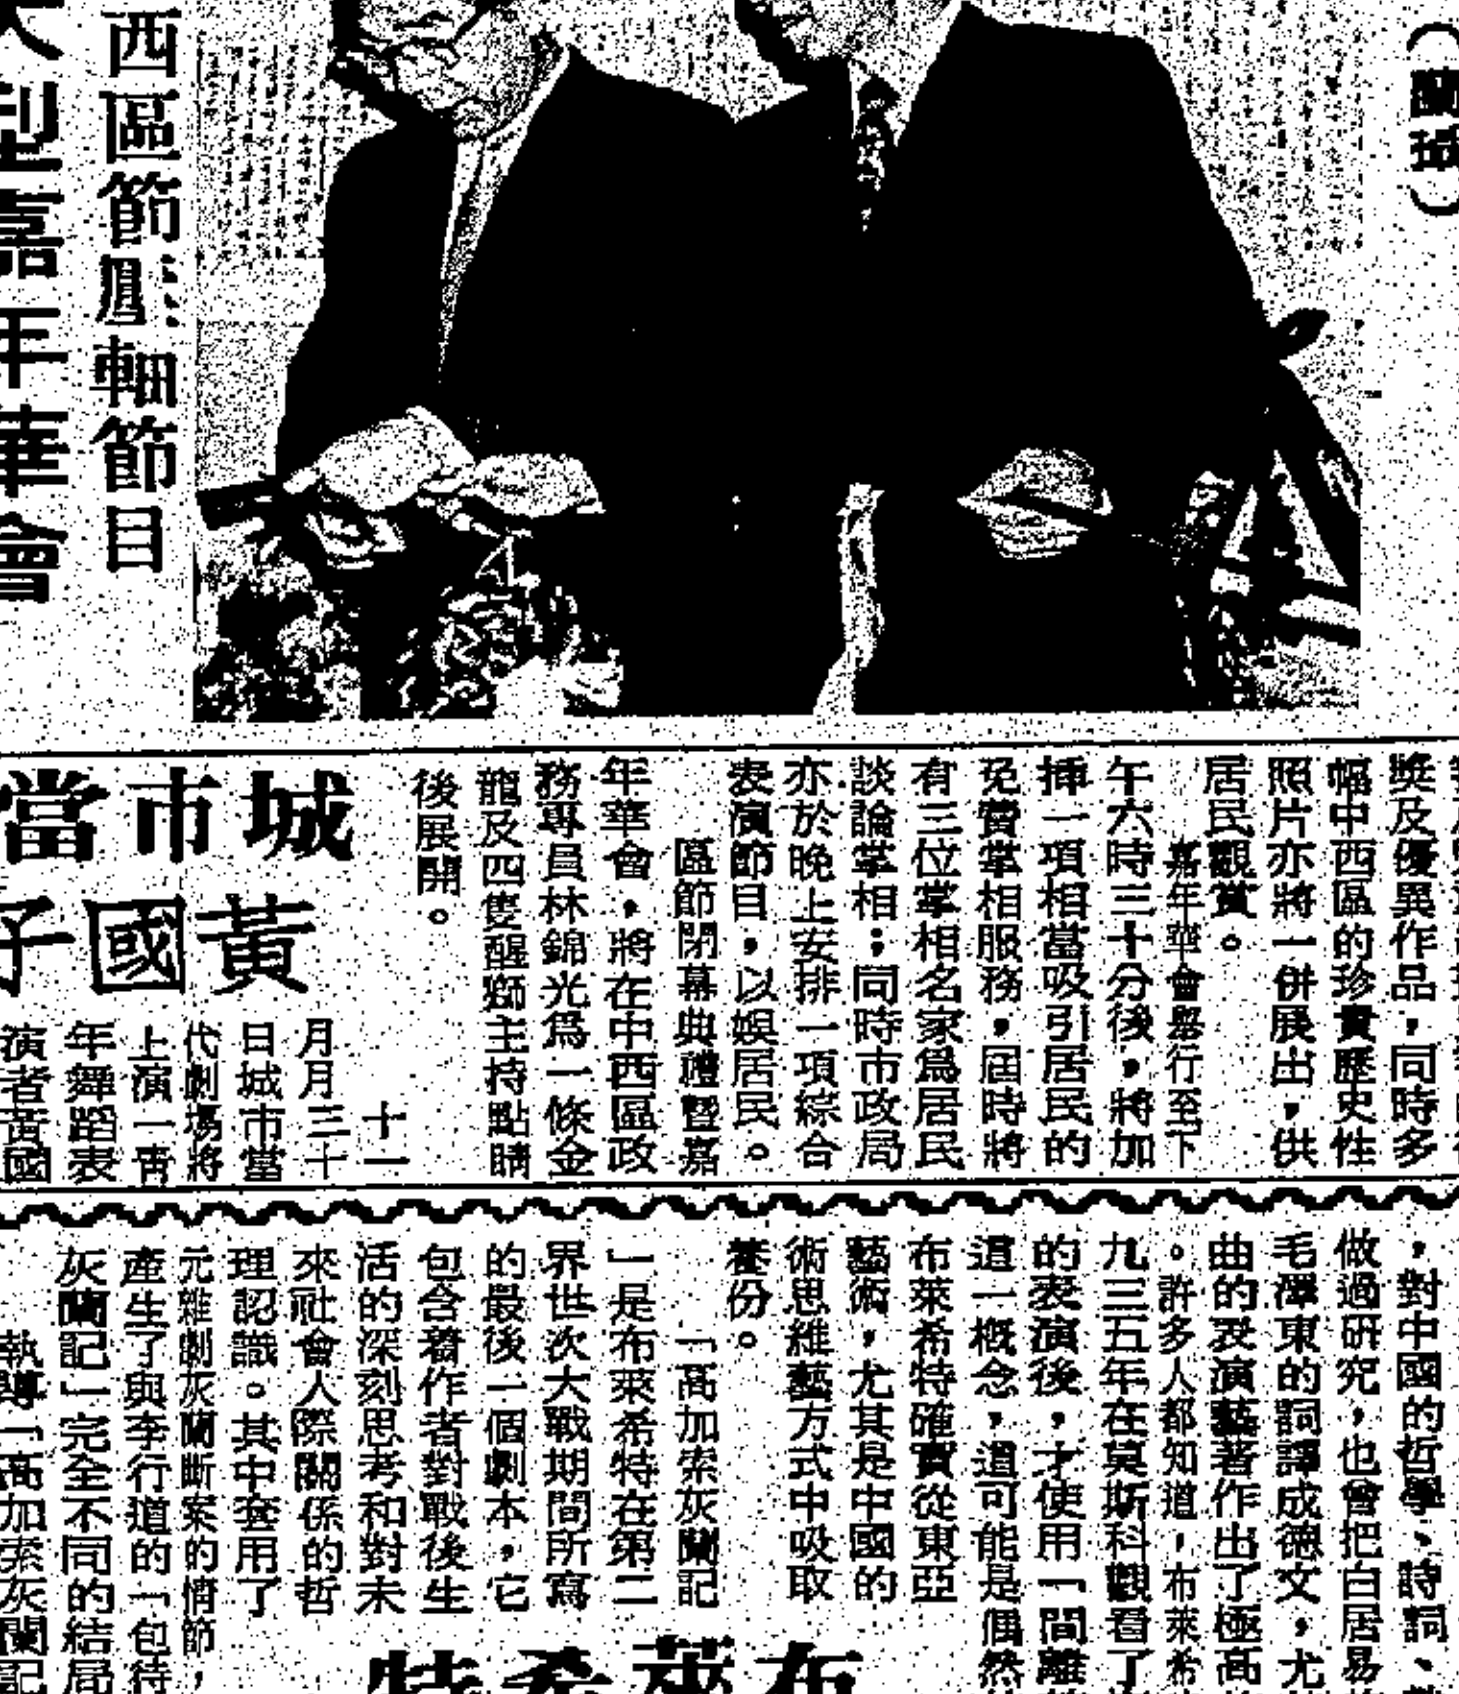 （蘭攝）
西區節壓軸節目
大型嘉年華會
獎及優異作品，同時多
幅中西區的珍貴歷史性
照片亦將一併展出，供
居民觀賞。
嘉年華會舉行至下
午六時三十分後，將加
插一項相當吸引居民的
免費掌相服務，屆時將
有三位掌相名家爲居民
談論掌相；同時市政局
亦於晚上安排一項綜合
表演節目，以娛居民。
區節閉幕典禮暨嘉
年華會，將在中西區政
務專員林錦光爲一條金
龍及四隻醒獅主持點睛
後展開。
城市當
黃國子
十一
月月三十
日城市當
代劇場將
上演一靑
年舞蹈表
演者黃國
，對中國的哲學、詩詞、
做過研究，也曾把白居易
毛澤東的詞譯成德文，尤
曲的表演藝著作出了極高
。許多人都知道，布萊希
九三五年在莫斯科觀看了
的表演後，才使用「間離
這一概念，這可能是偶然
布萊希特確實從東亞
藝術，尤其是中國的
術思維藝方式中吸取
養份。
「高加索灰闌記
」是布萊希特在第二
界世次大戰期間所寫
的最後一個劇本，它
包含着作者對戰後生
活的深刻思考和對未
來社會人際關係的哲
理認識。其中套用了
元雜劇灰闌斷案的情節，
產生了與李行道的「包待
灰闌記」完全不同的結局
執導「高加索灰闌記
布萊希特